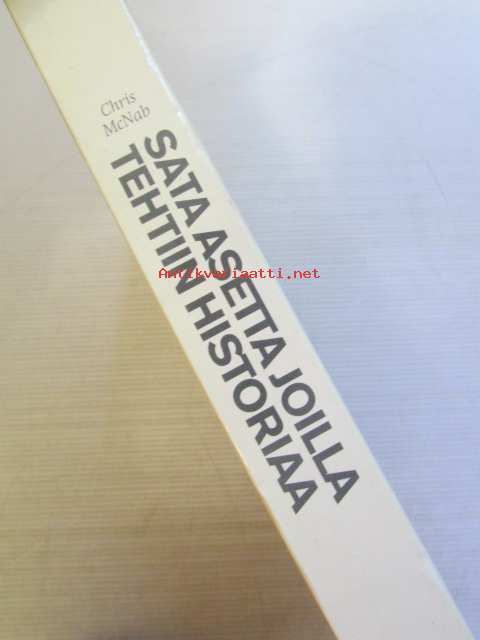 Chris
McNab
SATA ASETTA JOILLA
TEHTIIN HISTORIAA
Antikvariaatti.net